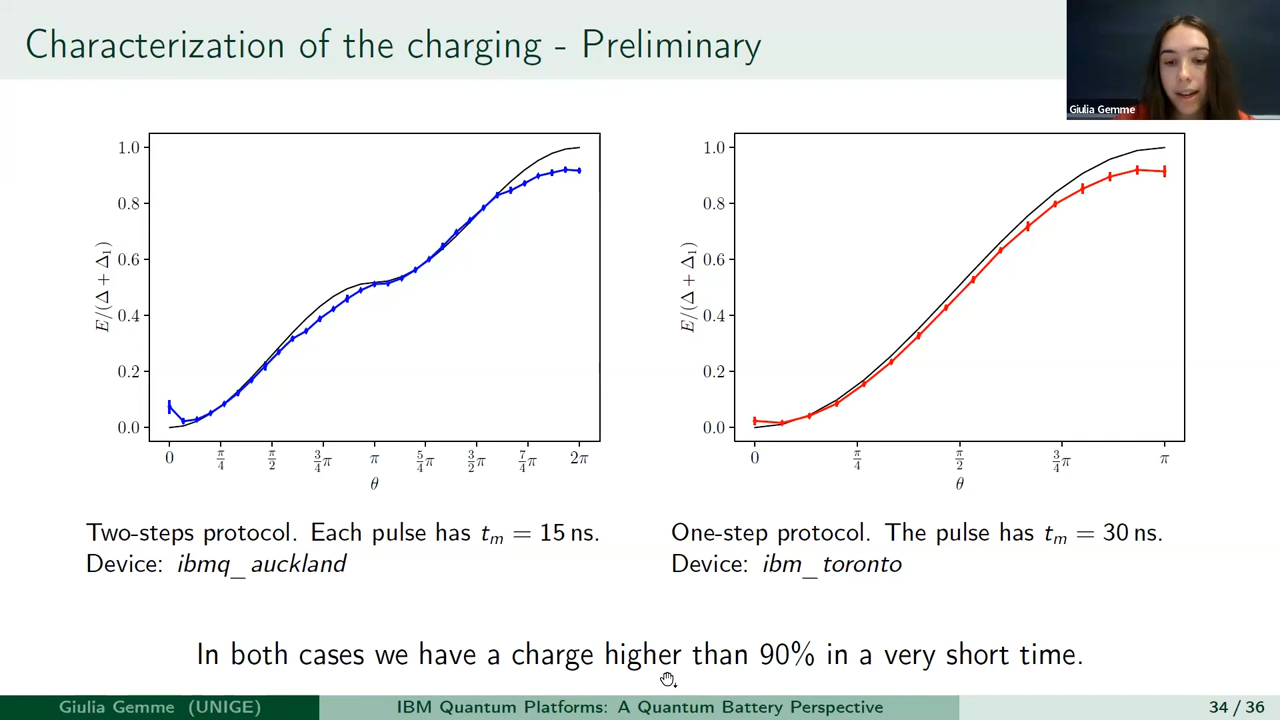 Characterization of the charging - Preliminary
Giulia Gemme
1.0
0.8
0.6
0.4
0.2
0.0
E/(Δ + Δ₁)
0 π/4 π/2 3/4π π 5/4π 3/2π 7/4π 2π
θ
1.0
0.8
0.6
0.4
0.2
0.0
E/(Δ + Δ₁)
0 π/4 π/2 3/4π π
θ
Two-steps protocol. Each pulse has tₘ = 15 ns.
Device: ibmq_auckland
One-step protocol. The pulse has tₘ = 30 ns.
Device: ibm_toronto
In both cases we have a charge higher than 90% in a very short time.
Giulia Gemme (UNIGE) IBM Quantum Platforms: A Quantum Battery Perspective 34 / 36